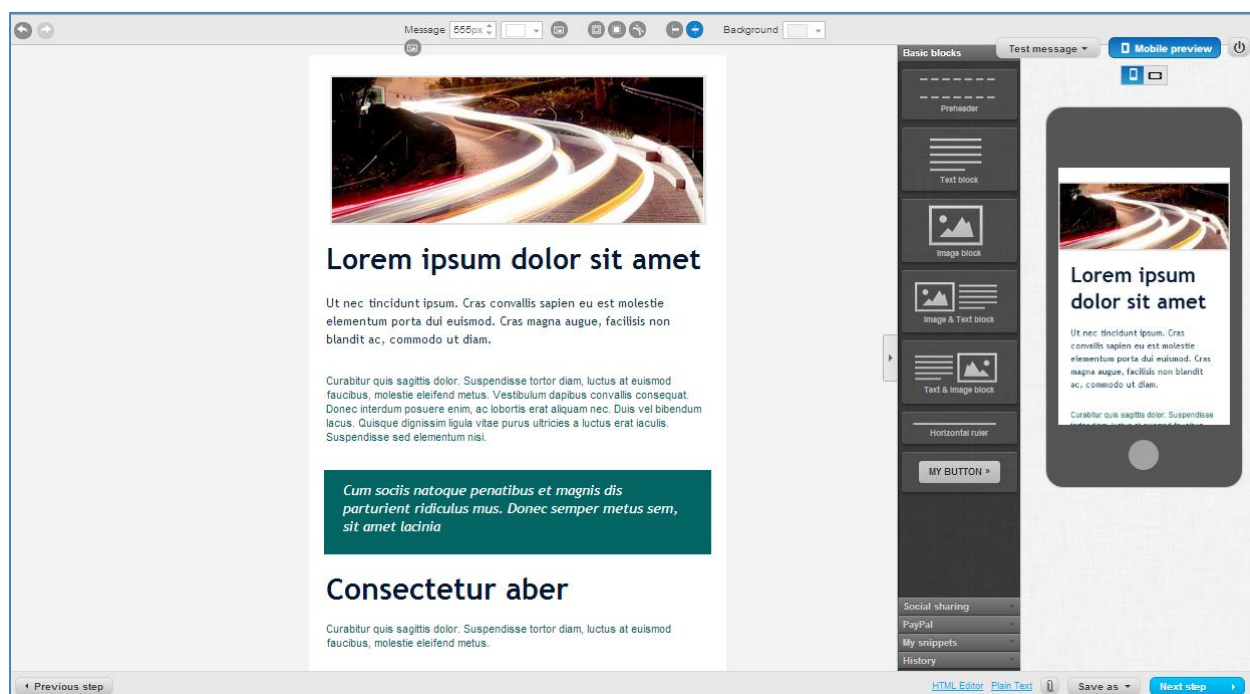 Message 555px Background
Test message Mobile preview
Basic blocks
Preheader
Text block
Image block
Image & Text block
Text & Image block
Horizontal ruler
MY BUTTON »
Social sharing
PayPal
My snippets
History
Lorem ipsum dolor sit amet
Ut nec tincidunt ipsum. Cras convallis sapien eu est molestie
elementum porta dui euismod. Cras magna augue, facilisis non
blandit ac, commodo ut diam.
Curabitur quis sagittis dolor. Suspendisse tortor diam, luctus at euismod
faucibus, molestie eleifend metus. Vestibulum dapibus convallis consequat.
Donec interdum posuere enim, ac lobortis erat aliquam nec. Duis vel bibendum
lacus. Quisque dignissim ligula vitae purus ultricies a luctus erat iaculis.
Suspendisse sed elementum nisi.
Cum sociis natoque penatibus et magnis dis
parturient ridiculus mus. Donec semper metus sem,
sit amet lacinia
Consectetur aber
Curabitur quis sagittis dolor. Suspendisse tortor diam, luctus at euismod
faucibus, molestie eleifend metus.
Lorem ipsum
dolor sit amet
Ut nec tincidunt ipsum. Cras
convallis sapien eu est molestie
elementum porta dui euismod. Cras
magna augue, facilisis non blandit
ac, commodo ut diam.
Curabitur quis sagittis dolor. Suspendisse
Previous step
HTML Editor Plain Text Save as Next step